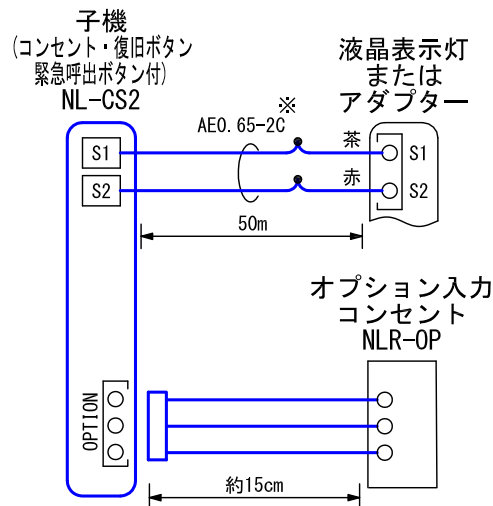 子機
(コンセント・復旧ボタン
緊急呼出ボタン付)
NL-CS2
液晶表示灯
または
アダプター
※
AE0.65-2C
茶
S1
S1
赤
S2
S2
50m
オプション入力
コンセント
NLR-OP
OPTION
約15cm